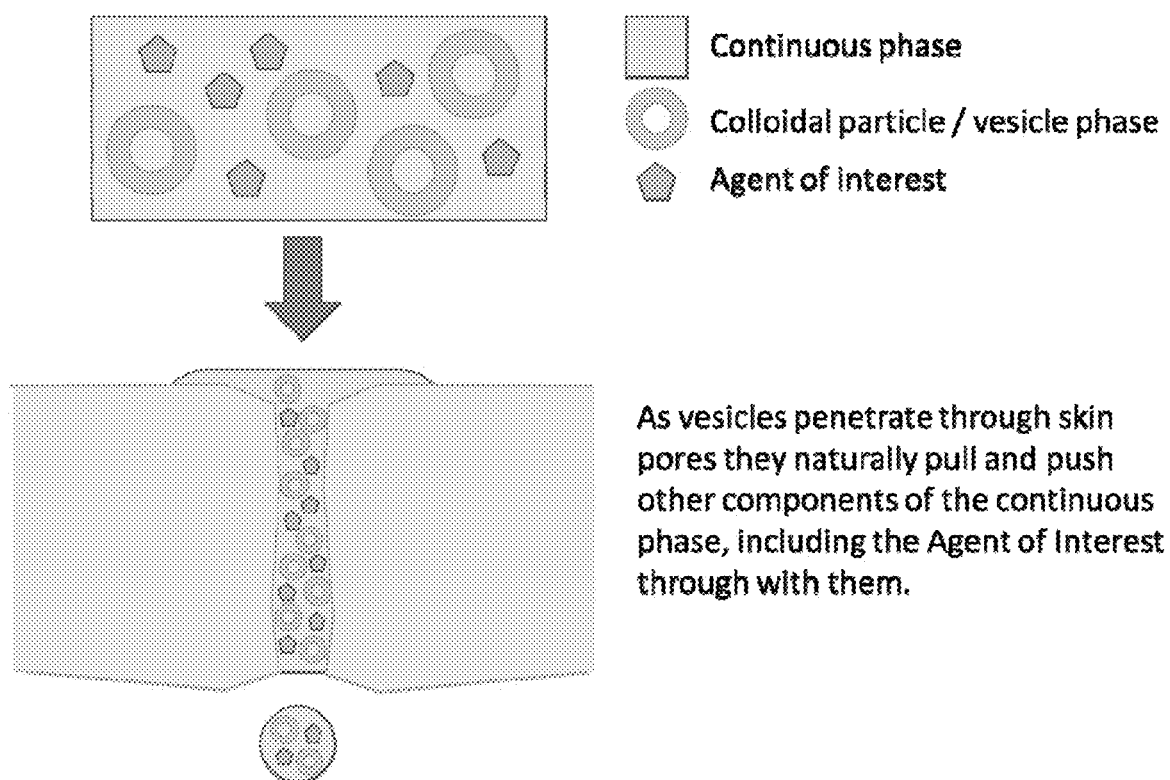 Continuous phase
Colloidal particle / vesicle phase
Agent of interest
As vesicles penetrate through skin
pores they naturally pull and push
other components of the continuous
phase, including the Agent of Interest
through with them.